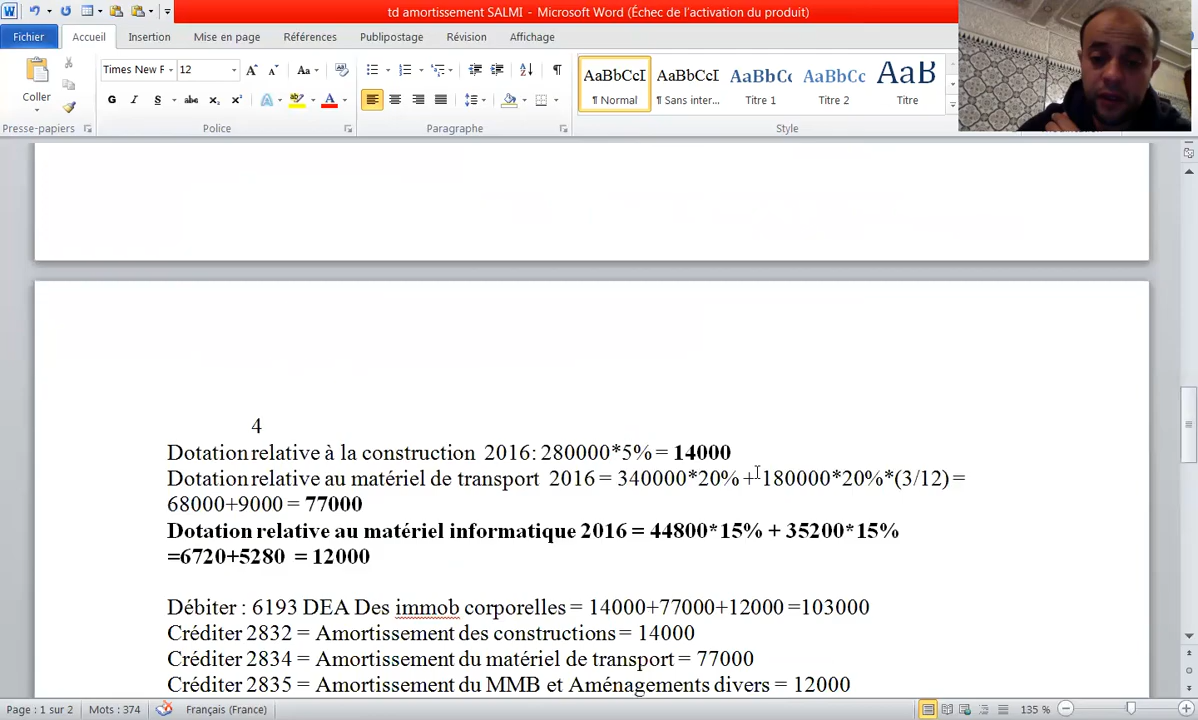 td amortissement SALMI - Microsoft Word (Échec de l'activation du produit)
Fichier Accueil Insertion Mise en page Références Publipostage Révision Affichage
Times New F 12 Aa AaBbCcI AaBbCcI AaBbCc AaBbCc AaB
Coller G I S abc x₂ x² A A ¶ Normal ¶ Sans inter... Titre 1 Titre 2 Titre
Presse-papiers Police Paragraphe Style
4
Dotation relative à la construction 2016: 280000*5% = 14000
Dotation relative au matériel de transport 2016 = 340000*20% +180000*20%*(3/12) =
68000+9000 = 77000
Dotation relative au matériel informatique 2016 = 44800*15% + 35200*15%
=6720+5280 = 12000
Débiter : 6193 DEA Des immob corporelles = 14000+77000+12000 =103000
Créditer 2832 = Amortissement des constructions = 14000
Créditer 2834 = Amortissement du matériel de transport = 77000
Créditer 2835 = Amortissement du MMB et Aménagements divers = 12000
Page : 1 sur 2 Mots : 374 Français (France) 135 %